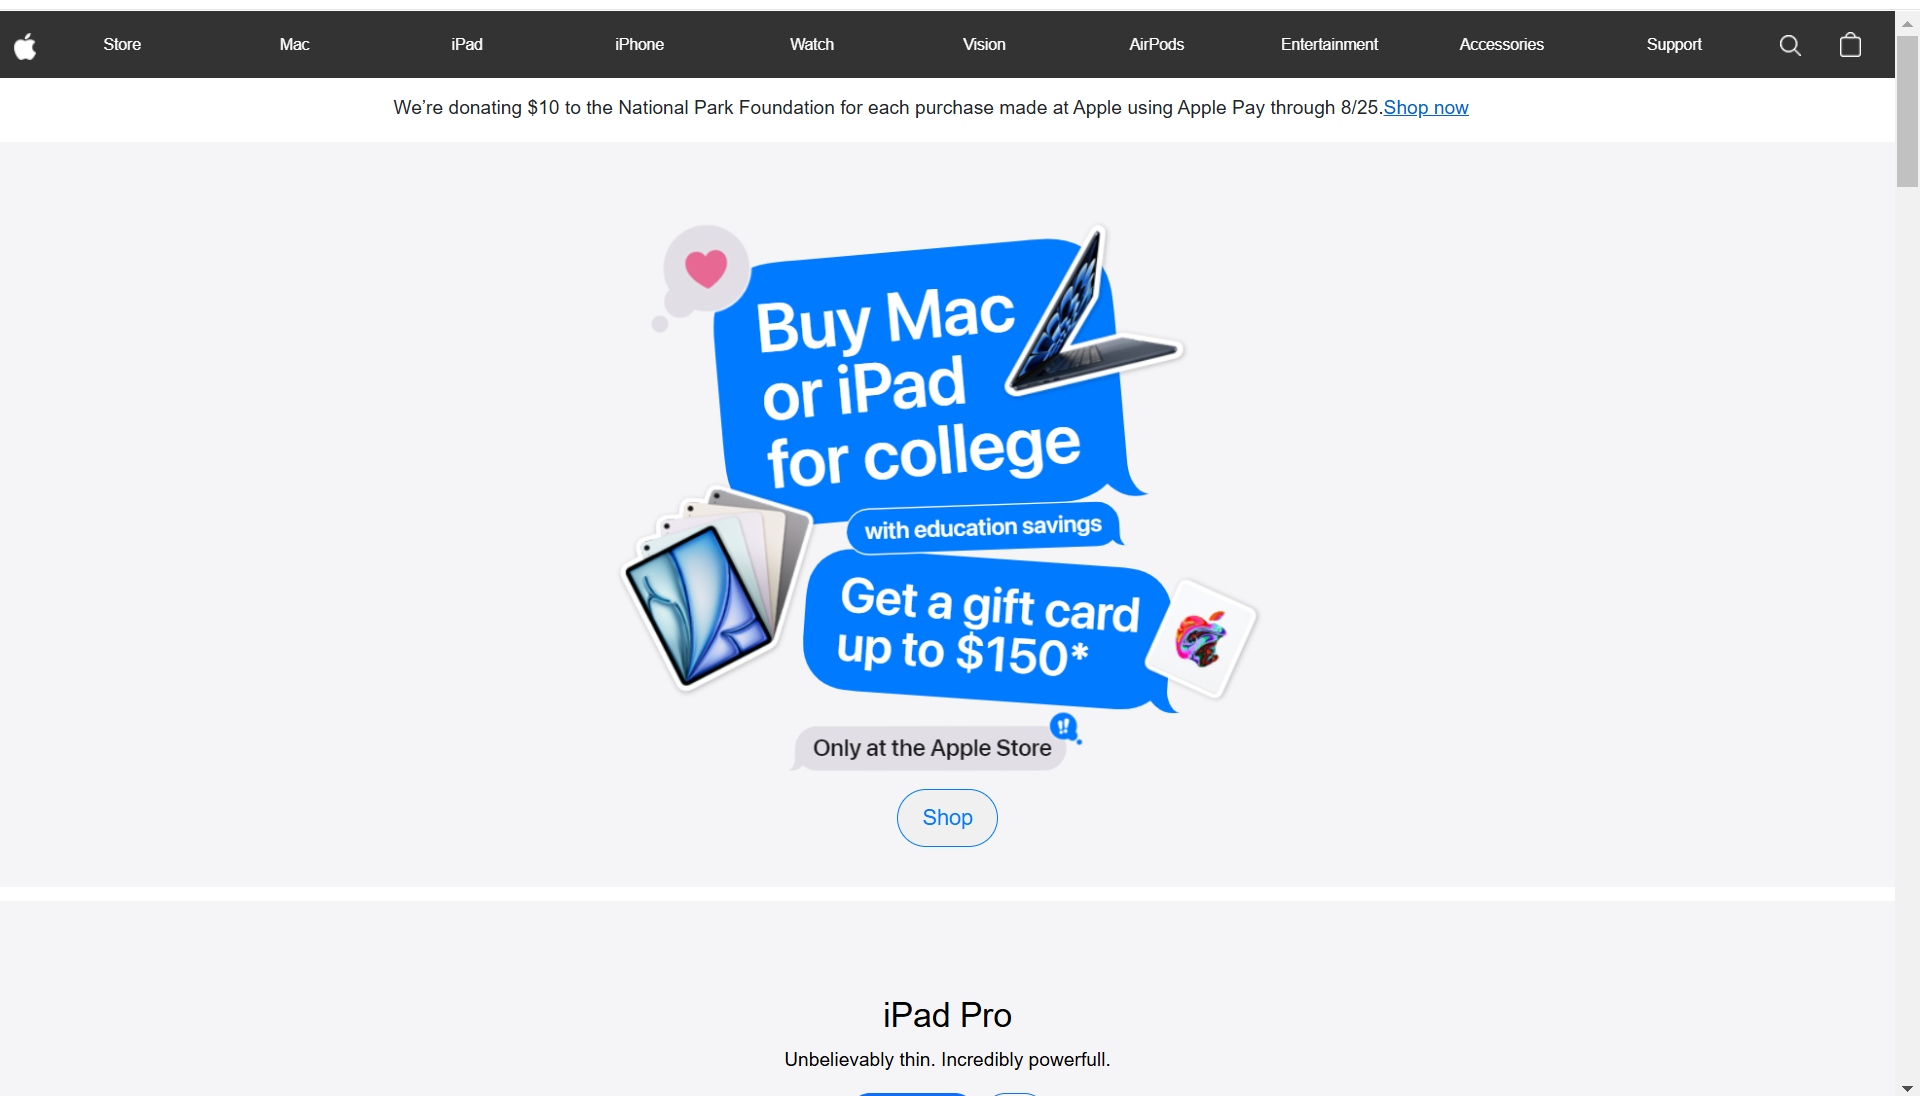 Store Mac iPad iPhone Watch Vision AirPods Entertainment Accessories Support
We’re donating $10 to the National Park Foundation for each purchase made at Apple using Apple Pay through 8/25.Shop now
Buy Mac
or iPad
for college
with education savings
Get a gift card
up to $150*
!!
Only at the Apple Store
Shop
iPad Pro
Unbelievably thin. Incredibly powerfull.